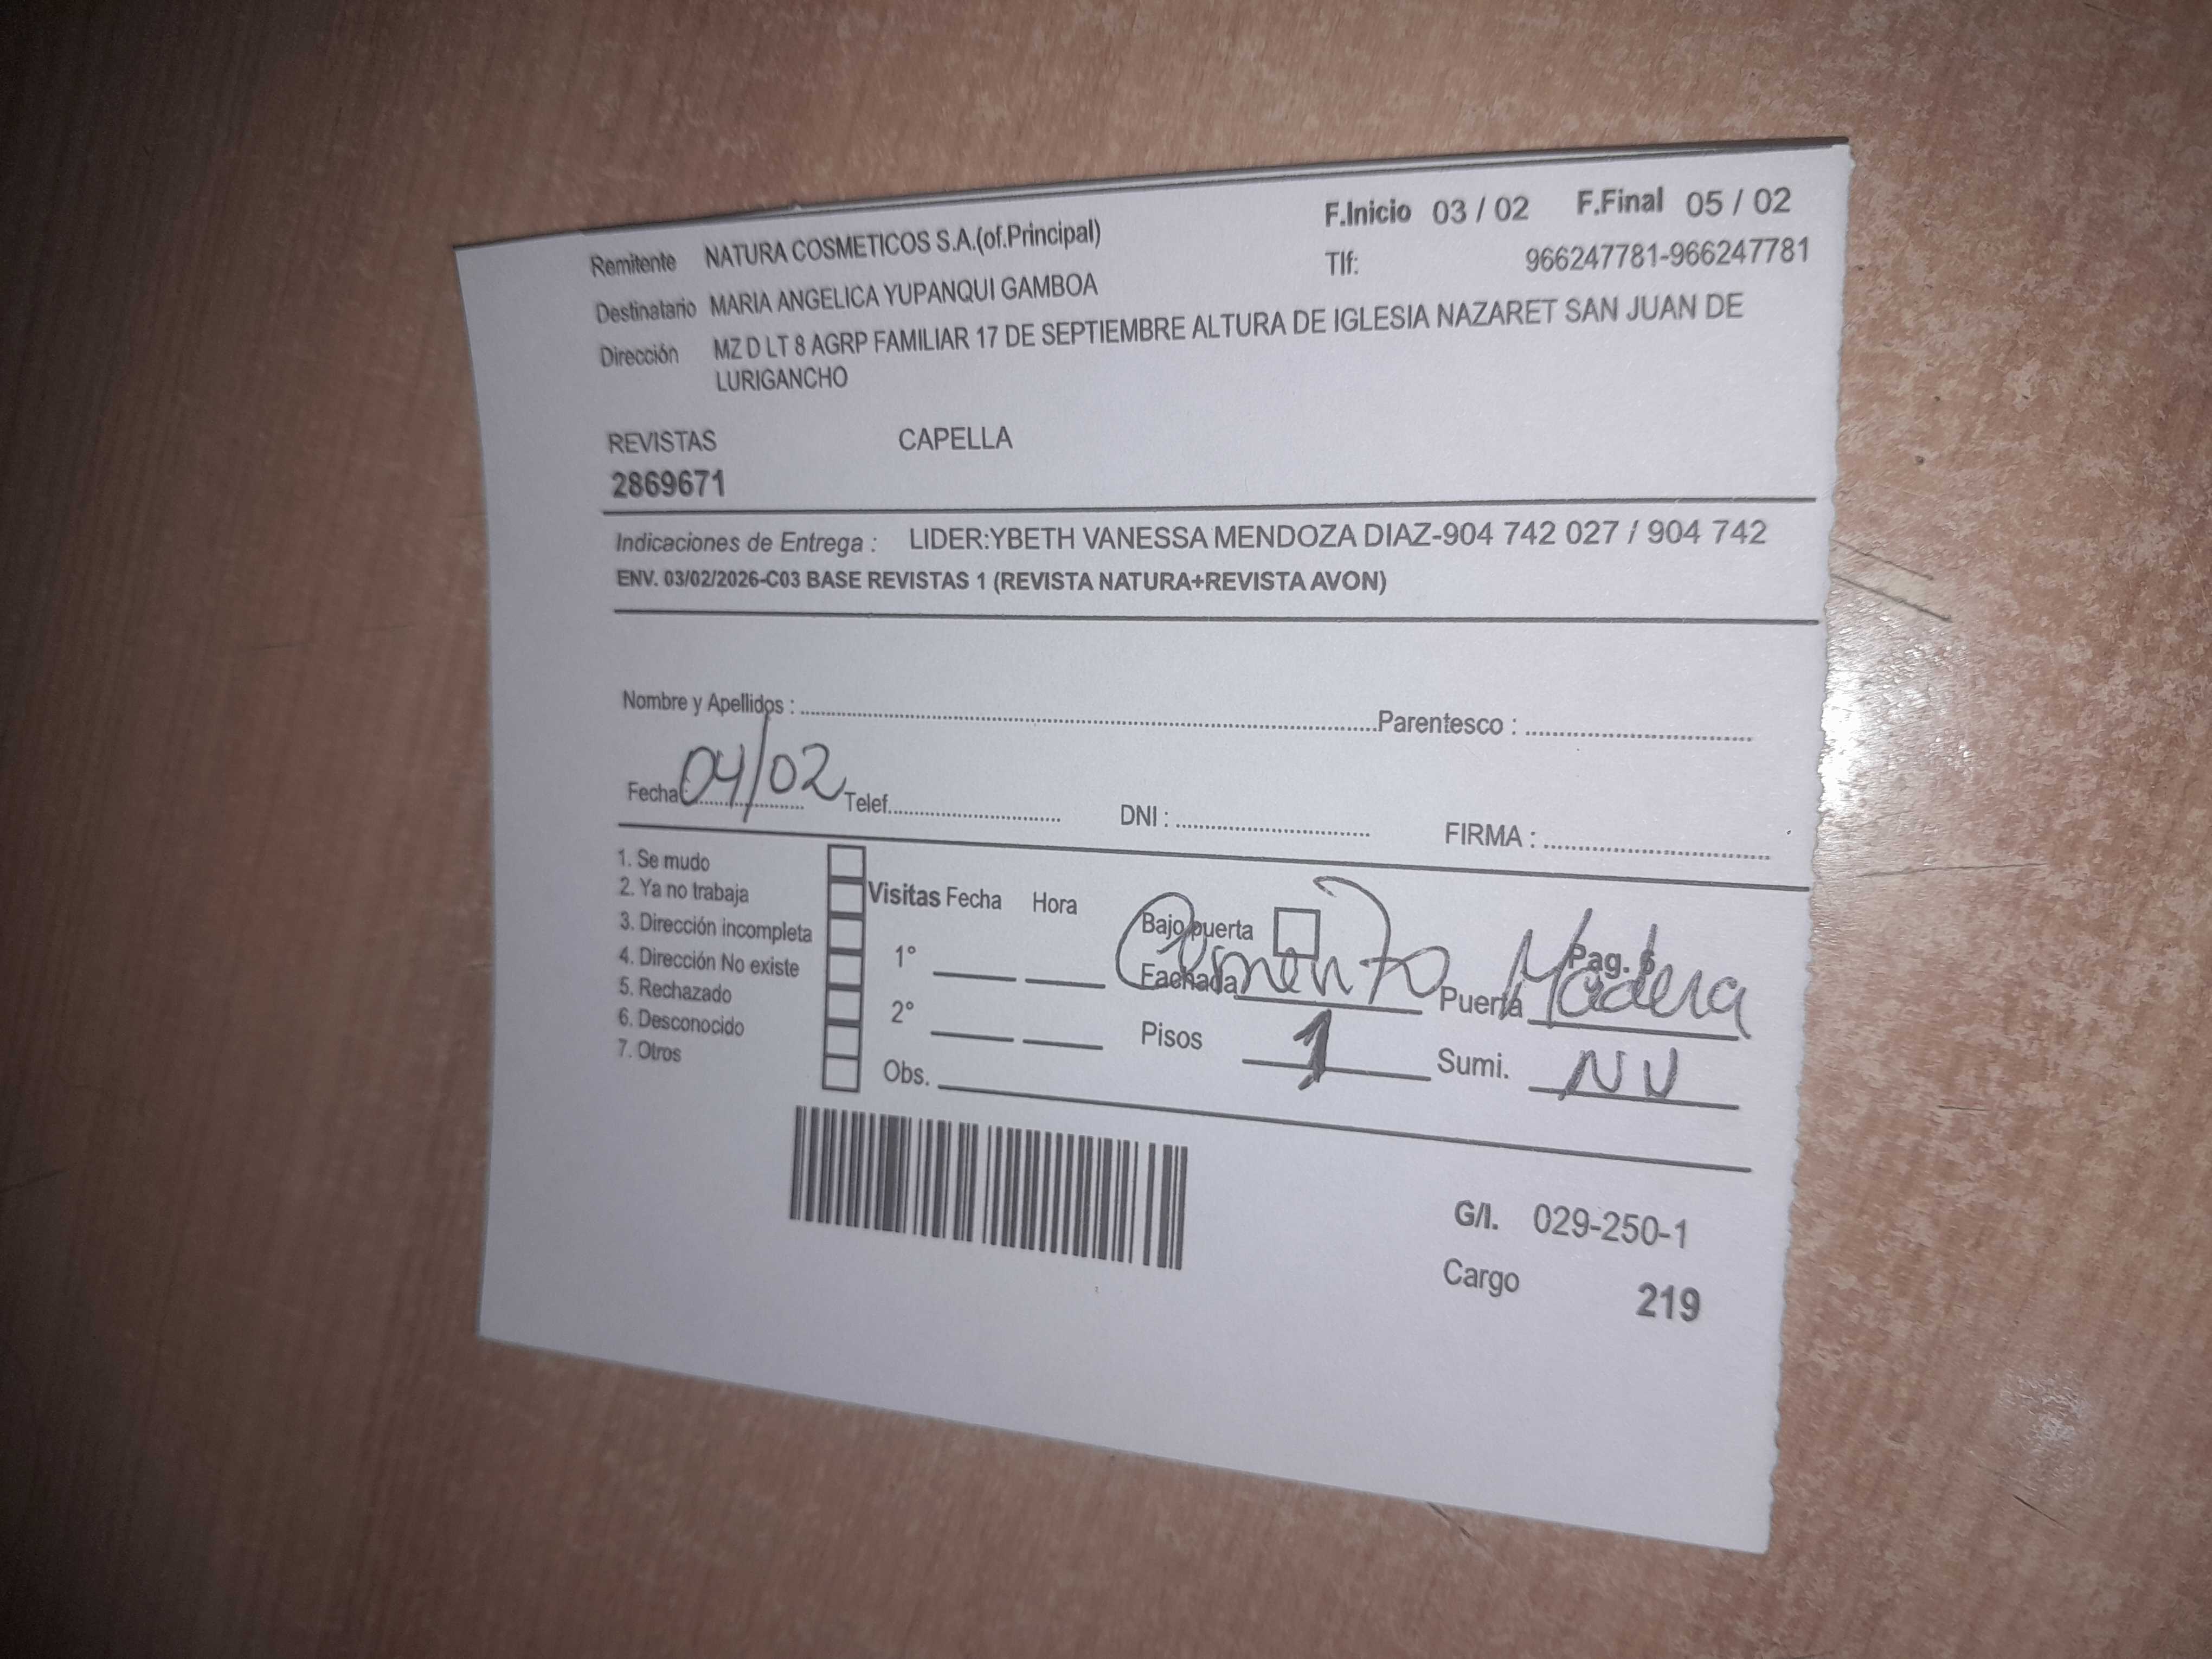 Remitente NATURA COSMETICOS S.A.(of.Principal) F.Inicio 03 / 02 F.Final 05 / 02
Tlf: 966247781-966247781
Destinatario MARIA ANGELICA YUPANQUI GAMBOA
Dirección MZ D LT 8 AGRP FAMILIAR 17 DE SEPTIEMBRE ALTURA DE IGLESIA NAZARET SAN JUAN DE
LURIGANCHO
REVISTAS CAPELLA
2869671
Indicaciones de Entrega : LIDER:YBETH VANESSA MENDOZA DIAZ-904 742 027 / 904 742
ENV. 03/02/2026-C03 BASE REVISTAS 1 (REVISTA NATURA+REVISTA AVON)
Nombre y Apellidos : Parentesco :
Fecha: 04/02 Telef. DNI : FIRMA :
1. Se mudo
2. Ya no trabaja
3. Dirección incompleta
4. Dirección No existe
5. Rechazado
6. Desconocido
7. Otros
Visitas Fecha Hora
1°
2°
Obs.
Bajo puerta Pag. $
Fachada Cemento Puerta Madera
Pisos 1 Sumi. NV
G/I. 029-250-1
Cargo 219